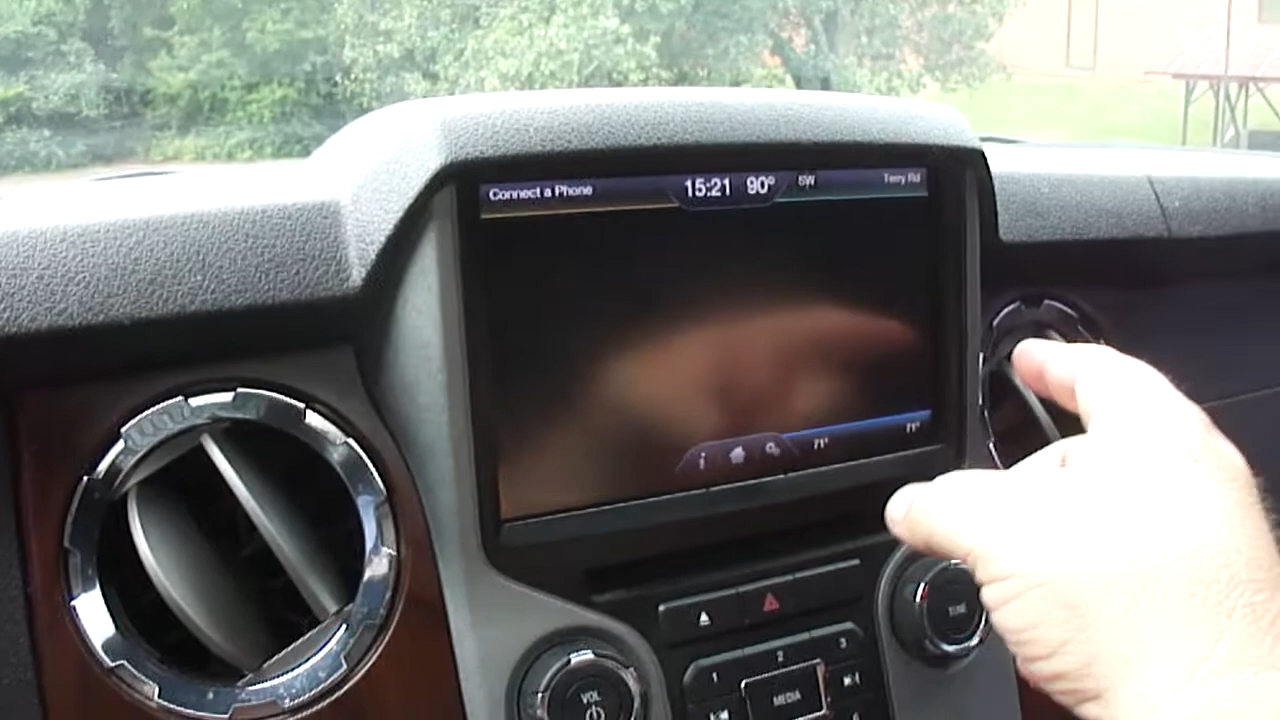 Connect a Phone
15:21 90°
SW
Terry Rd
i
71°
71°
TUNE
VOL
1
2
3
MEDIA